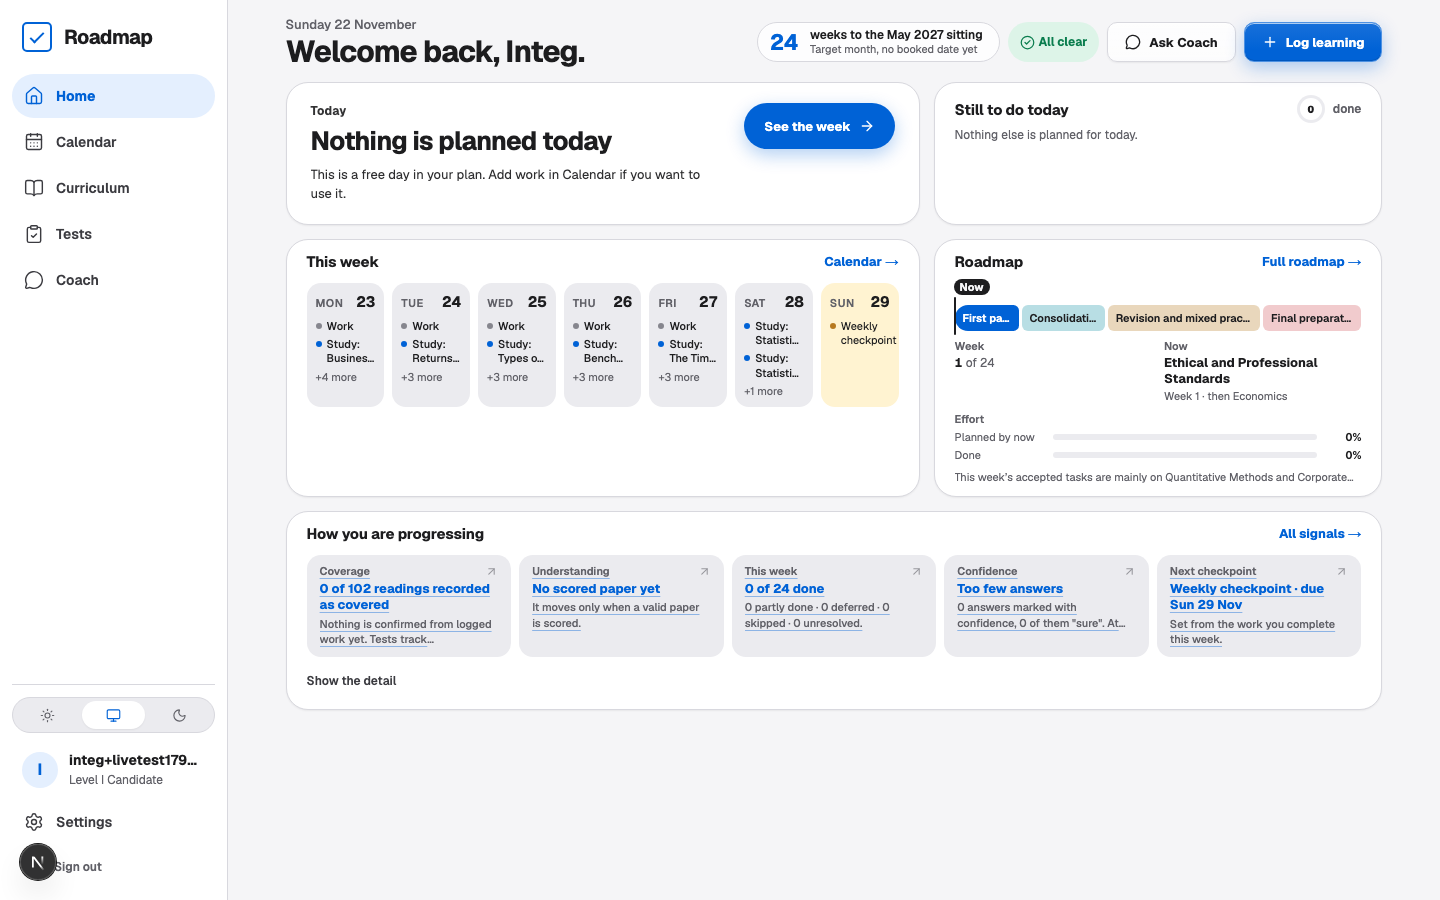 Roadmap
Home
Calendar
Curriculum
Tests
Coach
I
integ+livetest179...
Level I Candidate
Settings
N
Sign out
Sunday 22 November
Welcome back, Integ.
24
weeks to the May 2027 sitting
Target month, no booked date yet
All clear
Ask Coach
Log learning
Today
Nothing is planned today
This is a free day in your plan. Add work in Calendar if you want to
use it.
See the week →
Still to do today
0 done
Nothing else is planned for today.
This week
Calendar →
MON 23
Work
Study:
Busines...
+4 more
TUE 24
Work
Study:
Returns...
+3 more
WED 25
Work
Study:
Types o...
+3 more
THU 26
Work
Study:
Bench...
+3 more
FRI 27
Work
Study:
The Tim...
+3 more
SAT 28
Study:
Statisti...
Study:
Statisti...
+1 more
SUN 29
Weekly
checkpoint
Roadmap
Full roadmap →
Now
First pa...
Consolidati...
Revision and mixed prac...
Final preparat...
Week
1 of 24
Now
Ethical and Professional
Standards
Week 1 · then Economics
Effort
Planned by now 0%
Done 0%
This week's accepted tasks are mainly on Quantitative Methods and Corporate...
How you are progressing
All signals →
Coverage
0 of 102 readings recorded
as covered
Nothing is confirmed from logged
work yet. Tests track...
Understanding
No scored paper yet
It moves only when a valid paper
is scored.
This week
0 of 24 done
0 partly done · 0 deferred · 0
skipped · 0 unresolved.
Confidence
Too few answers
0 answers marked with
confidence, 0 of them "sure". At...
Next checkpoint
Weekly checkpoint · due
Sun 29 Nov
Set from the work you complete
this week.
Show the detail